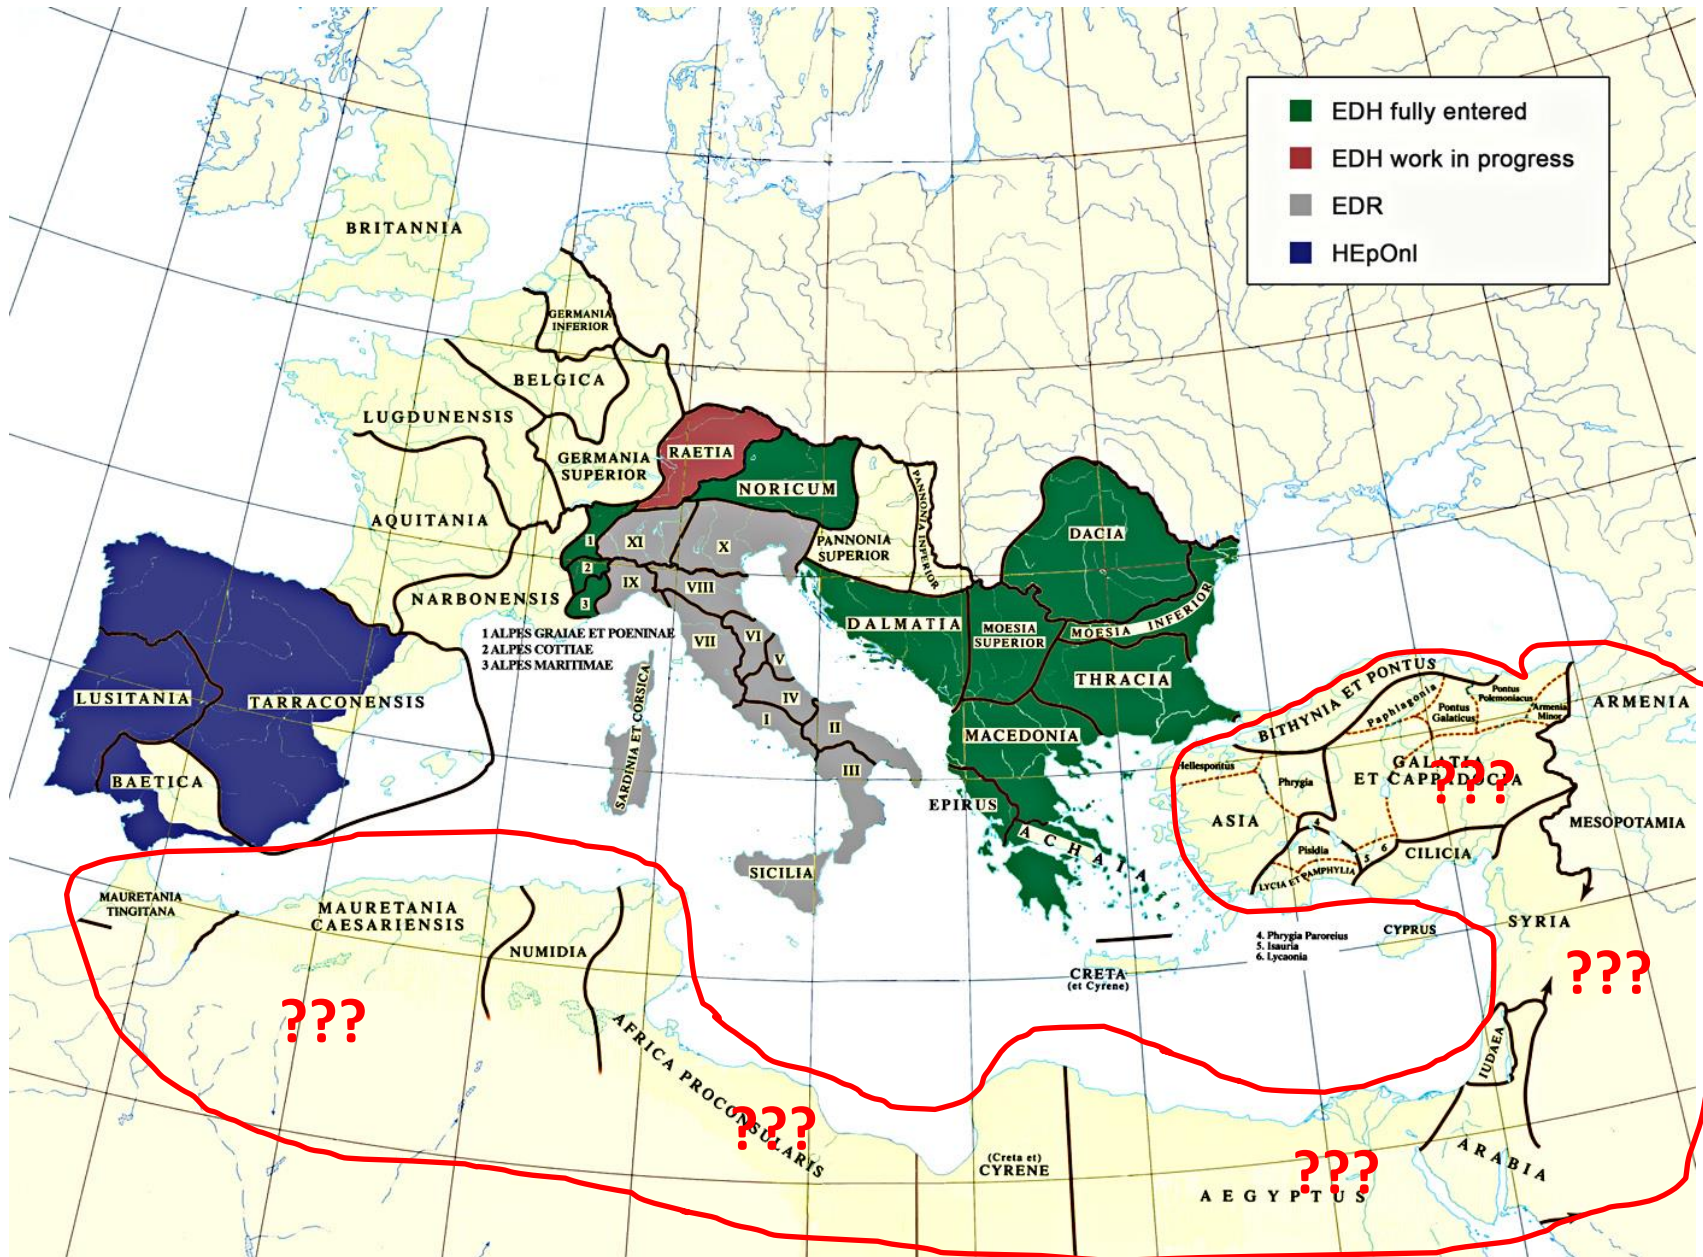 EDH fully entered
EDH work in progress
EDR
HEpOnl
BRITANNIA
GERMANIA
INFERIOR
BELGICA
LUGDUNENSIS
GERMANIA
SUPERIOR
RAETIA
NORICUM
AQUITANIA
PANNONIA
SUPERIOR
PANNONIA INFERIOR
DACIA
XI
X
1
2
3
IX
VIII
NARBONENSIS
1 ALPES GRAIAE ET POENINAE
2 ALPES COTTIAE
3 ALPES MARITIMAE
VII
VI
V
IV
I
II
III
DALMATIA
MOESIA
SUPERIOR
MOESIA INFERIOR
THRACIA
MACEDONIA
EPIRUS
ACHAIA
LUSITANIA
TARRACONENSIS
BAETICA
SARDINIA ET CORSICA
SICILIA
BITHYNIA ET PONTUS
Paphlagonia
Pontus
Galaticus
Pontus
Polemoniacus
Armenia
Minor
ARMENIA
Hellespontus
Phrygia
GALATIA
ET CAPPADOCIA
???
ASIA
4
Pisidia
5
6
CILICIA
LYCIA ET PAMPHYLIA
MESOPOTAMIA
MAURETANIA
TINGITANA
MAURETANIA
CAESARIENSIS
NUMIDIA
???
AFRICA PROCONSULARIS
???
CRETA
(et Cyrene)
4. Phrygia Paroreius
5. Isauria
6. Lycaonia
CYPRUS
SYRIA
???
IUDAEA
(Creta et)
CYRENE
AEGYPTUS
???
ARABIA